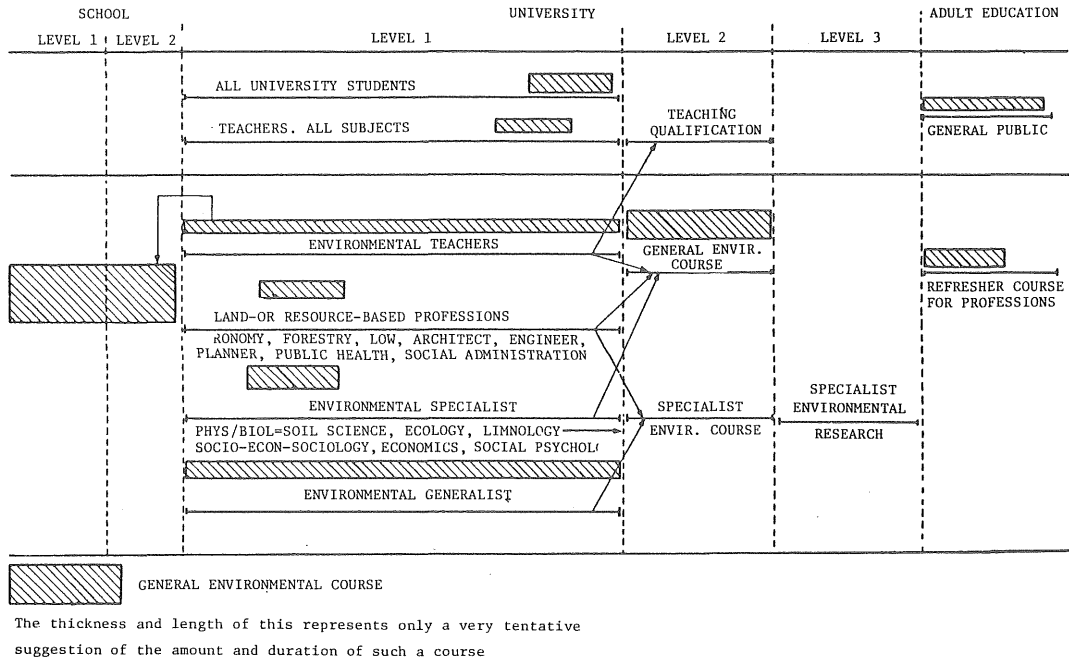 SCHOOL UNIVERSITY ADULT EDUCATION
LEVEL 1 LEVEL 2 LEVEL 1 LEVEL 2 LEVEL 3
ALL UNIVERSITY STUDENTS
TEACHERS. ALL SUBJECTS
TEACHING
QUALIFICATION
GENERAL PUBLIC
ENVIRONMENTAL TEACHERS
GENERAL ENVIR.
COURSE
REFRESHER COURSE
FOR PROFESSIONS
LAND-OR RESOURCE-BASED PROFESSIONS
RONOMY, FORESTRY, LOW, ARCHITECT, ENGINEER,
PLANNER, PUBLIC HEALTH, SOCIAL ADMINISTRATION
ENVIRONMENTAL SPECIALIST
PHYS/BIOL=SOIL SCIENCE, ECOLOGY, LIMNOLOGY
SOCIO-ECON-SOCIOLOGY, ECONOMICS, SOCIAL PSYCHOL
SPECIALIST
ENVIR. COURSE
SPECIALIST
ENVIRONMENTAL
RESEARCH
ENVIRONMENTAL GENERALIST
GENERAL ENVIRONMENTAL COURSE
The thickness and length of this represents only a very tentative
suggestion of the amount and duration of such a course